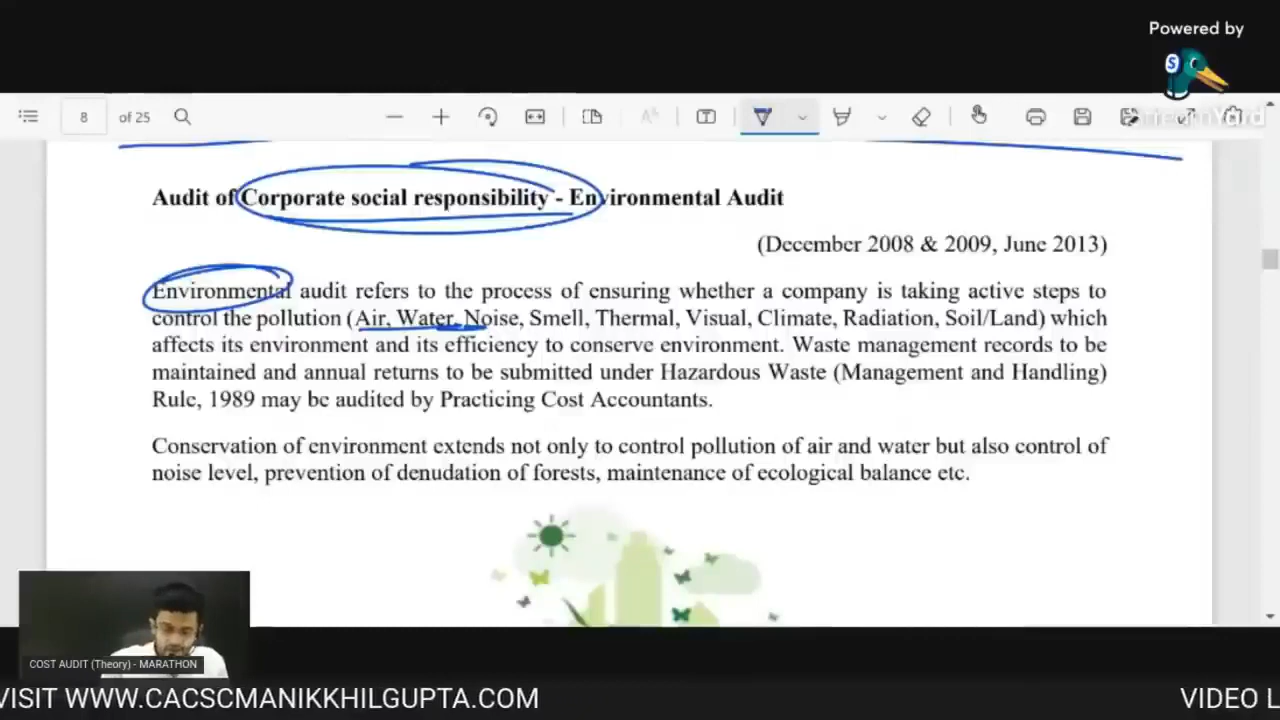 Powered by
StreamYard
8 of 25
Audit of Corporate social responsibility - Environmental Audit
(December 2008 & 2009, June 2013)
Environmental audit refers to the process of ensuring whether a company is taking active steps to
control the pollution (Air, Water, Noise, Smell, Thermal, Visual, Climate, Radiation, Soil/Land) which
affects its environment and its efficiency to conserve environment. Waste management records to be
maintained and annual returns to be submitted under Hazardous Waste (Management and Handling)
Rule, 1989 may be audited by Practicing Cost Accountants.
Conservation of environment extends not only to control pollution of air and water but also control of
noise level, prevention of denudation of forests, maintenance of ecological balance etc.
COST AUDIT (Theory) - MARATHON
VISIT WWW.CACSCMANIKKHILGUPTA.COM
VIDEO L